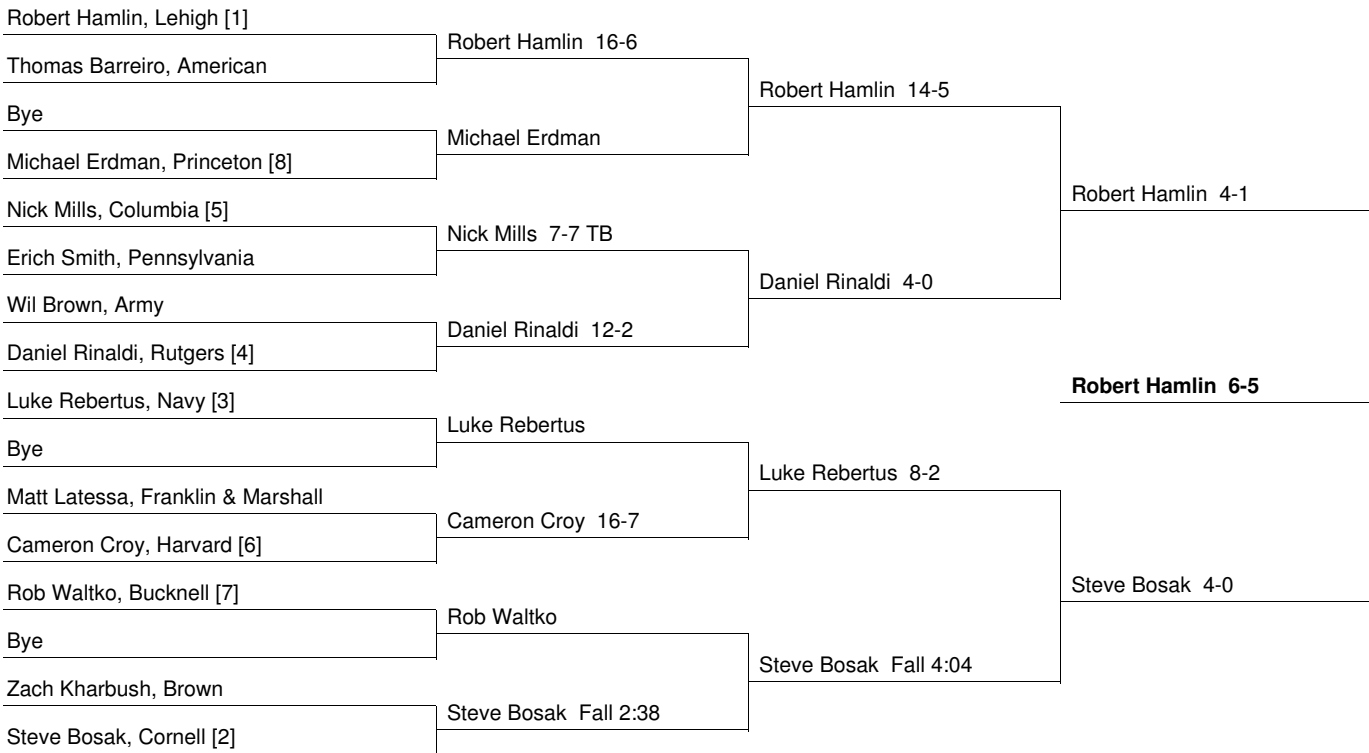 Robert Hamlin, Lehigh [1]
Thomas Barreiro, American
Bye
Michael Erdman, Princeton [8]
Nick Mills, Columbia [5]
Erich Smith, Pennsylvania
Wil Brown, Army
Daniel Rinaldi, Rutgers [4]
Luke Rebertus, Navy [3]
Bye
Matt Latessa, Franklin & Marshall
Cameron Croy, Harvard [6]
Rob Waltko, Bucknell [7]
Bye
Zach Kharbush, Brown
Steve Bosak, Cornell [2]
Robert Hamlin 16-6
Michael Erdman
Nick Mills 7-7 TB
Daniel Rinaldi 12-2
Luke Rebertus
Cameron Croy 16-7
Rob Waltko
Steve Bosak Fall 2:38
Robert Hamlin 14-5
Daniel Rinaldi 4-0
Luke Rebertus 8-2
Steve Bosak Fall 4:04
Robert Hamlin 4-1
Steve Bosak 4-0
Robert Hamlin 6-5